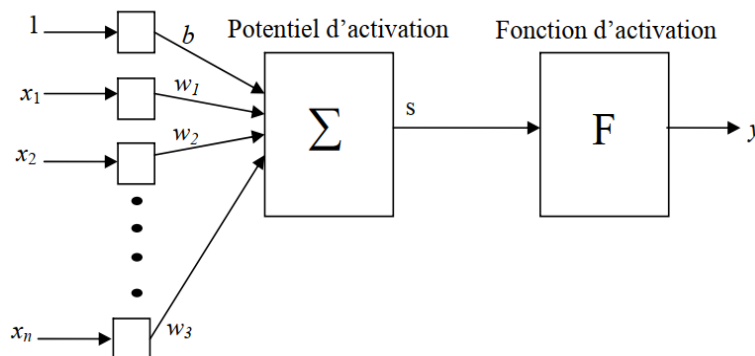 Potentiel d'activation
Fonction d'activation
1
b
x1
w1
x2
w2
Σ
s
F
y
xn
w3